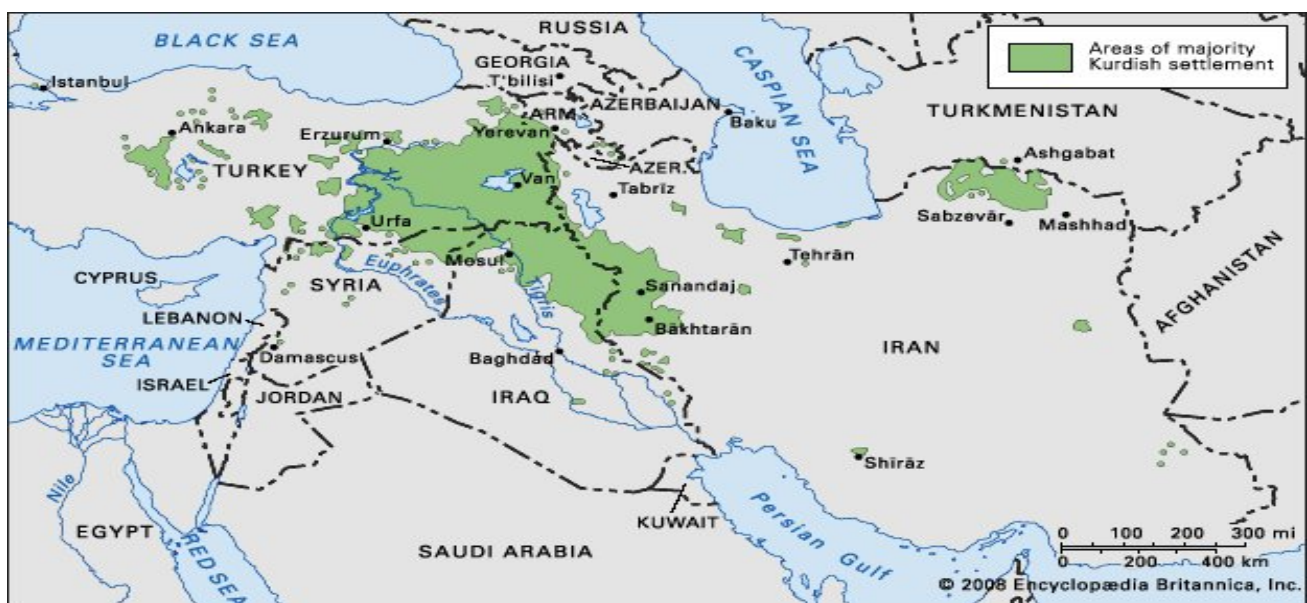 RUSSIA
BLACK SEA
Areas of majority
Kurdish settlement
GEORGIA
T'bilisi
Istanbul
CASPIAN SEA
AZERBAIJAN
TURKMENISTAN
ARM.
Baku
Ankara
Erzurum
Yerevan
Ashgabat
AZER.
TURKEY
Van
Tabrīz
Sabzevār
Mashhad
Urfa
Mosul
Tehrān
CYPRUS
SYRIA
Euphrates
Tigris
Sanandaj
AFGHANISTAN
LEBANON
Bākhtarān
MEDITERRANEAN
SEA
Damascus
Baghdād
IRAN
ISRAEL
JORDAN
IRAQ
Shīrāz
Nile
KUWAIT
Persian Gulf
EGYPT
RED SEA
SAUDI ARABIA
0 100 200 300 mi
0 200 400 km
© 2008 Encyclopædia Britannica, Inc.